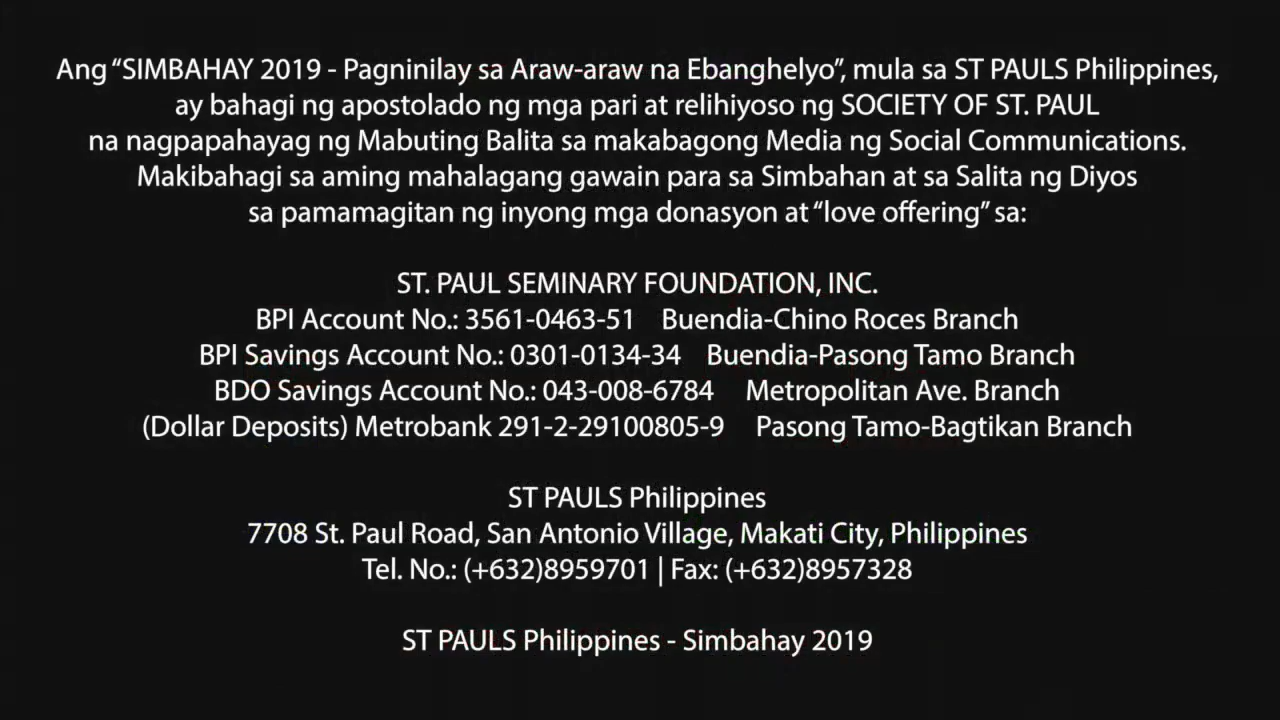 Ang “SIMBAHAY 2019 - Pagninilay sa Araw-araw na Ebanghelyo”, mula sa ST PAULS Philippines,
ay bahagi ng apostolado ng mga pari at relihiyoso ng SOCIETY OF ST. PAUL
na nagpapahayag ng Mabuting Balita sa makabagong Media ng Social Communications.
Makibahagi sa aming mahalagang gawain para sa Simbahan at sa Salita ng Diyos
sa pamamagitan ng inyong mga donasyon at “love offering” sa:
ST. PAUL SEMINARY FOUNDATION, INC.
BPI Account No.: 3561-0463-51 Buendia-Chino Roces Branch
BPI Savings Account No.: 0301-0134-34 Buendia-Pasong Tamo Branch
BDO Savings Account No.: 043-008-6784 Metropolitan Ave. Branch
(Dollar Deposits) Metrobank 291-2-29100805-9 Pasong Tamo-Bagtikan Branch
ST PAULS Philippines
7708 St. Paul Road, San Antonio Village, Makati City, Philippines
Tel. No.: (+632)8959701 | Fax: (+632)8957328
ST PAULS Philippines - Simbahay 2019